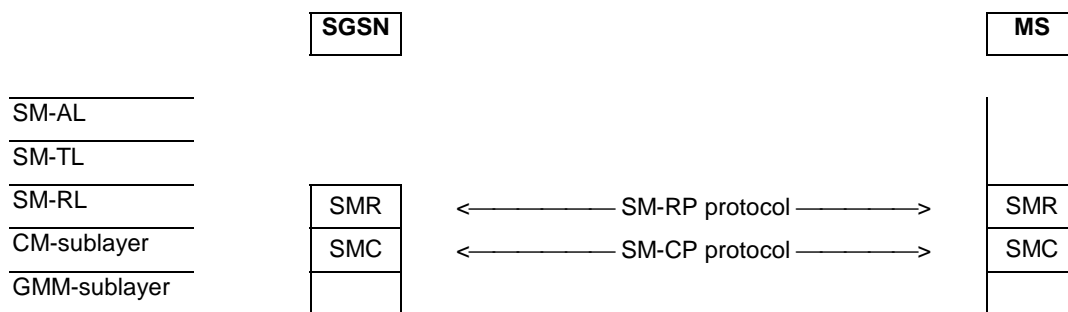 SGSN MS
SM-AL
SM-TL
SM-RL SMR <—————— SM-RP protocol —————> SMR
CM-sublayer SMC <—————— SM-CP protocol —————> SMC
GMM-sublayer